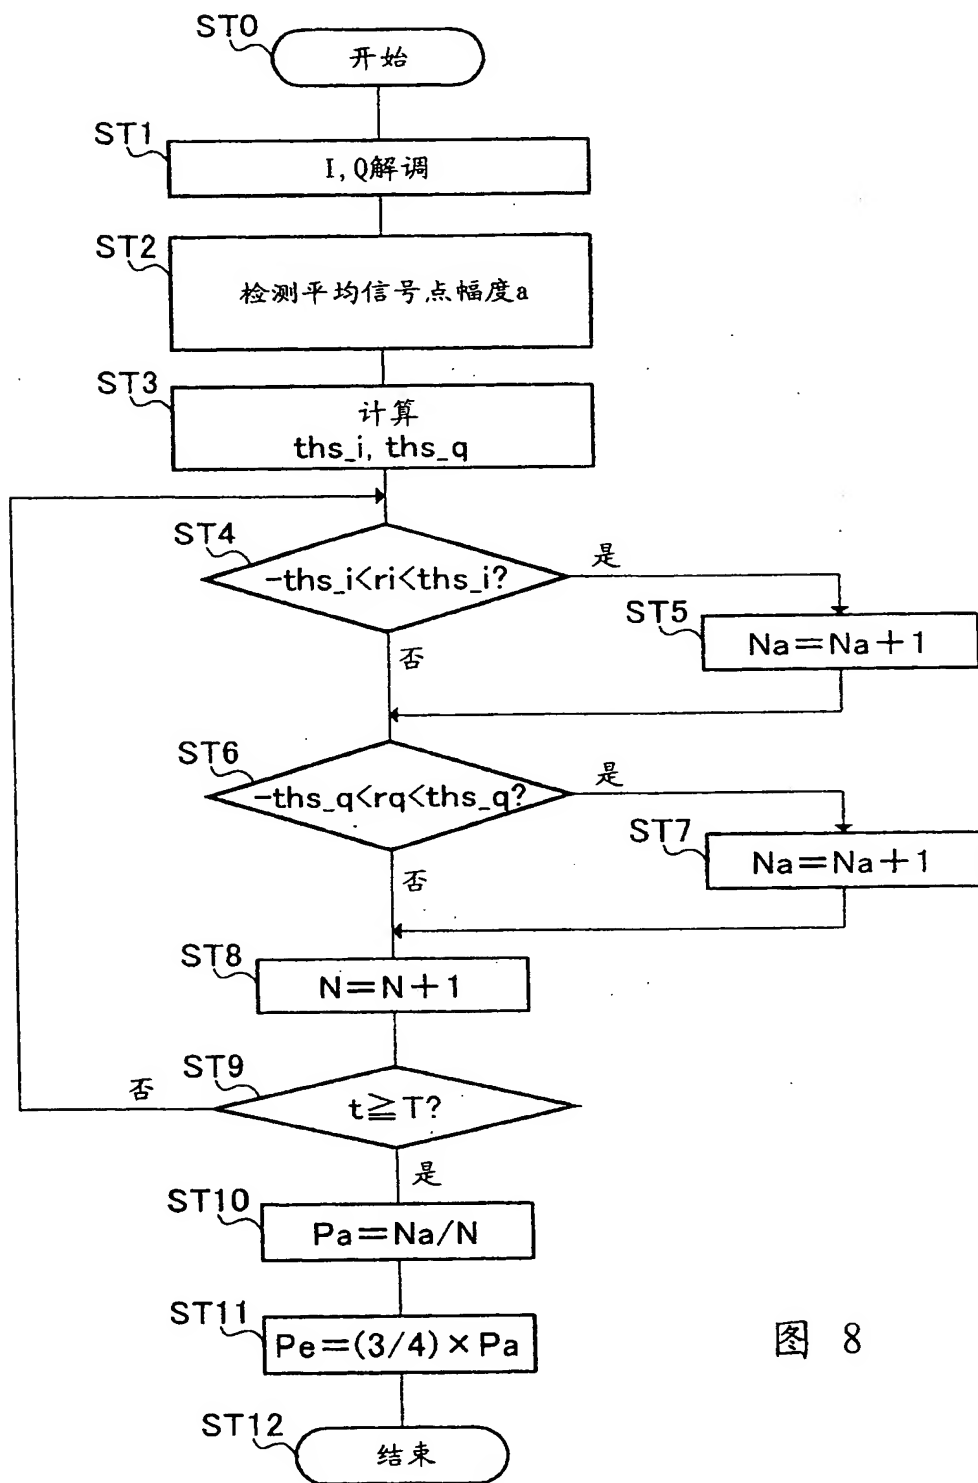 ST0
开始
ST1
I,Q解调
ST2
检测平均信号点幅度a
ST3
计算
ths_i, ths_q
ST4
-ths_i<ri<ths_i?
是
ST5
Na=Na+1
否
ST6
-ths_q<rq<ths_q?
是
ST7
Na=Na+1
否
ST8
N=N+1
ST9
否
t≧T?
是
ST10
Pa=Na/N
ST11
Pe=(3/4)×Pa
ST12
结束
图 8